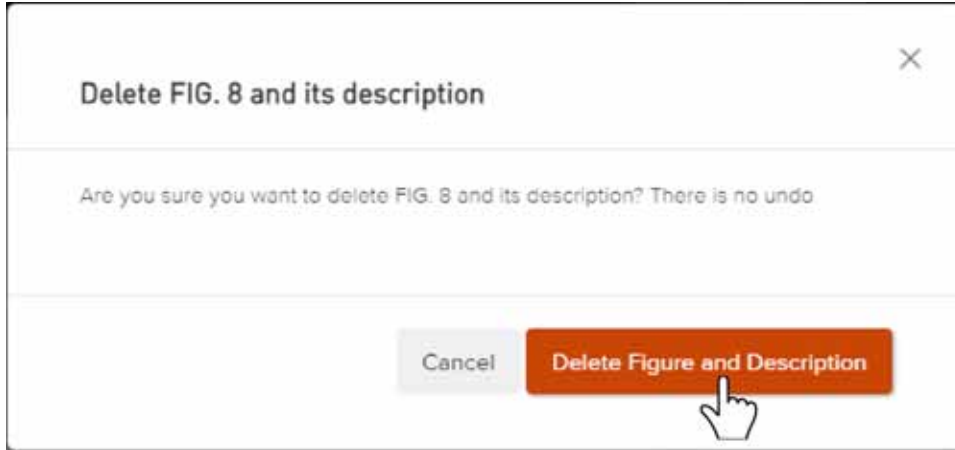 Delete FIG. 8 and its description
Are you sure you want to delete FIG. 8 and its description? There is no undo
Cancel
Delete Figure and Description